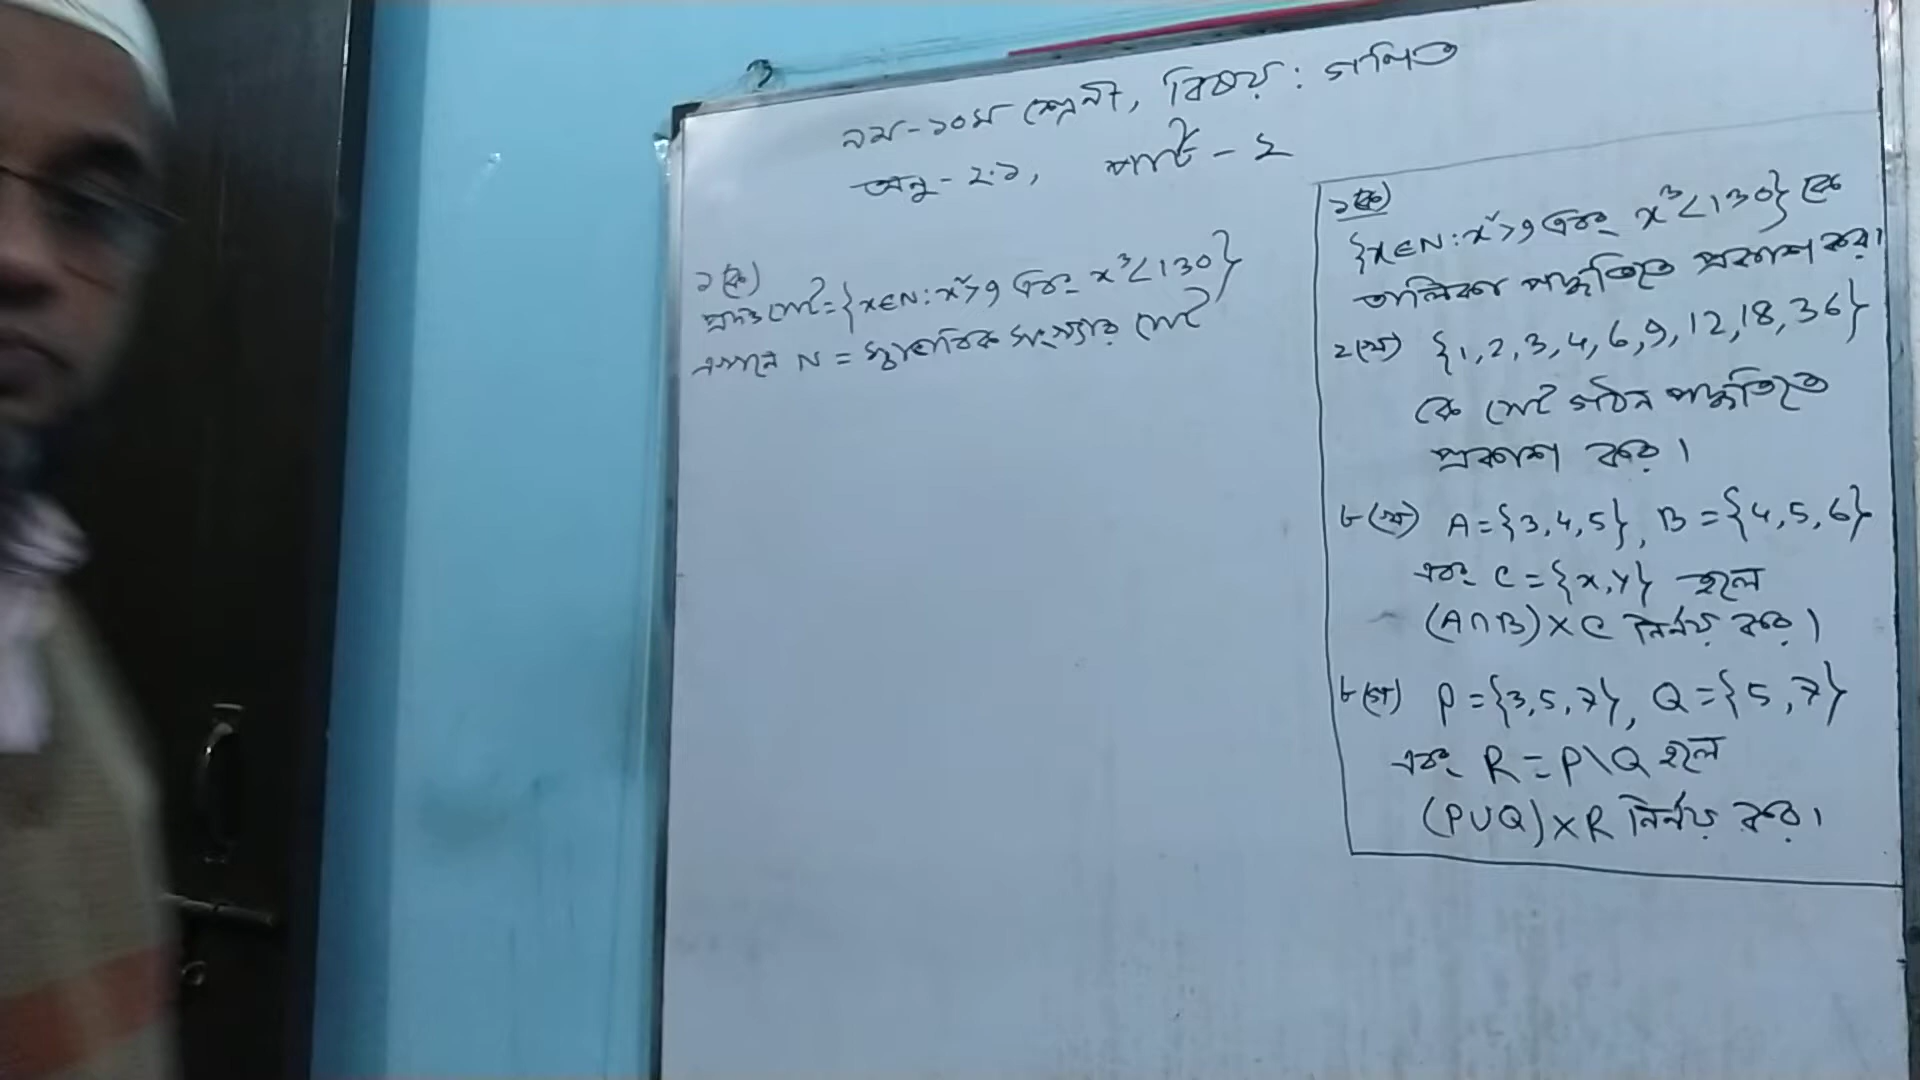 ৯ম-১০ম শ্রেনী, বিষয়: গণিত
অনু-২.১, পার্ট-২
১(ক)
প্রদত্ত সেট={x∈N:x²>9 এবং x³<130}
এখানে N = স্বাভাবিক সংখ্যার সেট
১(ক)
{x∈N:x²>9 এবং x³<130} কে
তালিকা পদ্ধতিতে প্রকাশ কর।
২(খ) {1,2,3,4,6,9,12,18,36}
কে সেট গঠন পদ্ধতিতে
প্রকাশ কর।
৮(খ) A={3,4,5}, B={4,5,6}
এবং C={x,y} হলে
(A∩B)×C নির্ণয় কর।
৮(গ) P={3,5,7}, Q={5,7}
এবং R=P\Q হলে
(P∪Q)×R নির্ণয় কর।